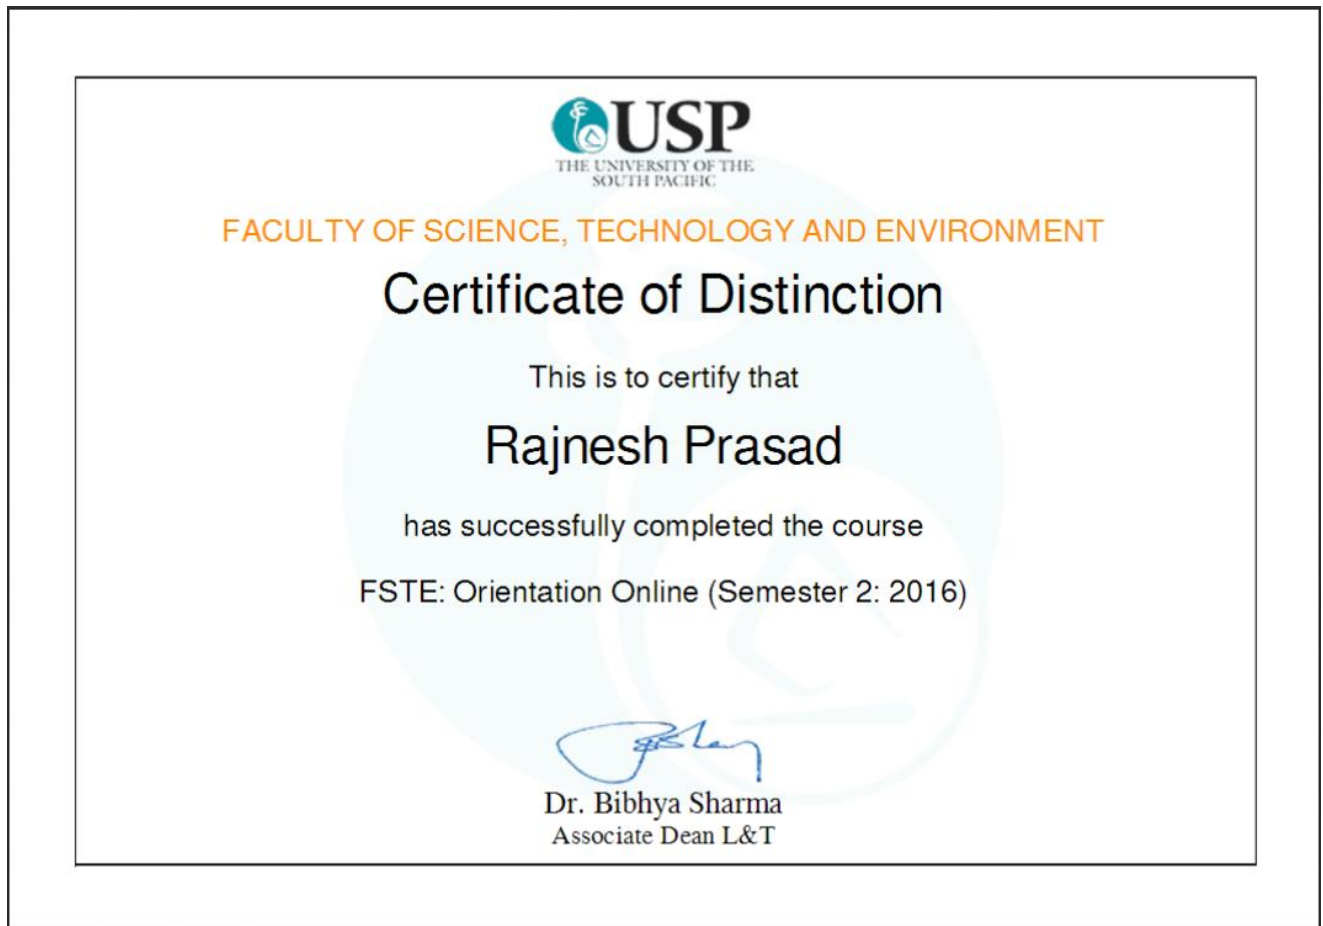 USP
THE UNIVERSITY OF THE
SOUTH PACIFIC
FACULTY OF SCIENCE, TECHNOLOGY AND ENVIRONMENT
Certificate of Distinction
This is to certify that
Rajnesh Prasad
has successfully completed the course
FSTE: Orientation Online (Semester 2: 2016)
Dr. Bibhya Sharma
Associate Dean L&T